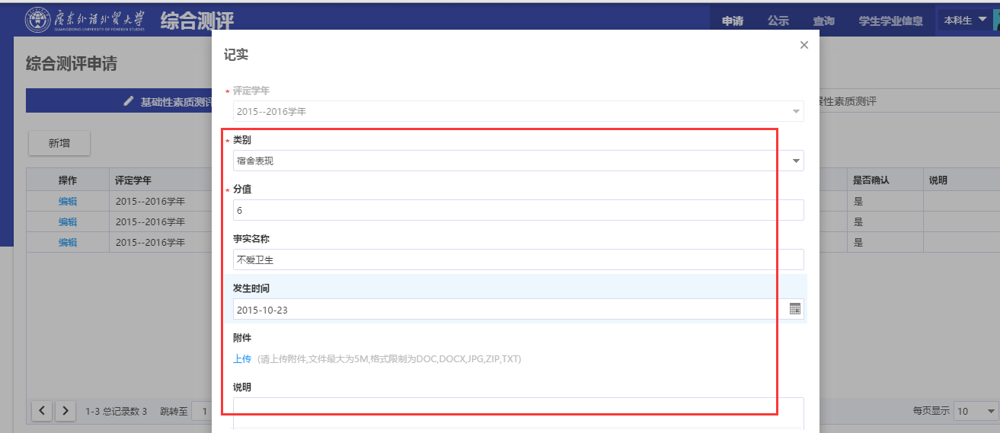 廣東外語外貿大學
GUANGDONG UNIVERSITY OF FOREIGN STUDIES
综合测评
申请 公示 查询 学生学业信息 本科生
综合测评申请
基础性素质测评
性素质测评
新增
操作 评定学年 是否确认 说明
编辑 2015--2016学年 是
编辑 2015--2016学年 是
编辑 2015--2016学年 是
1-3 总记录数 3 跳转至 1 每页显示 10
记实
* 评定学年
2015--2016学年
* 类别
宿舍表现
* 分值
6
事实名称
不爱卫生
发生时间
2015-10-23
附件
上传 (请上传附件,文件最大为5M,格式限制为DOC,DOCX,JPG,ZIP,TXT)
说明